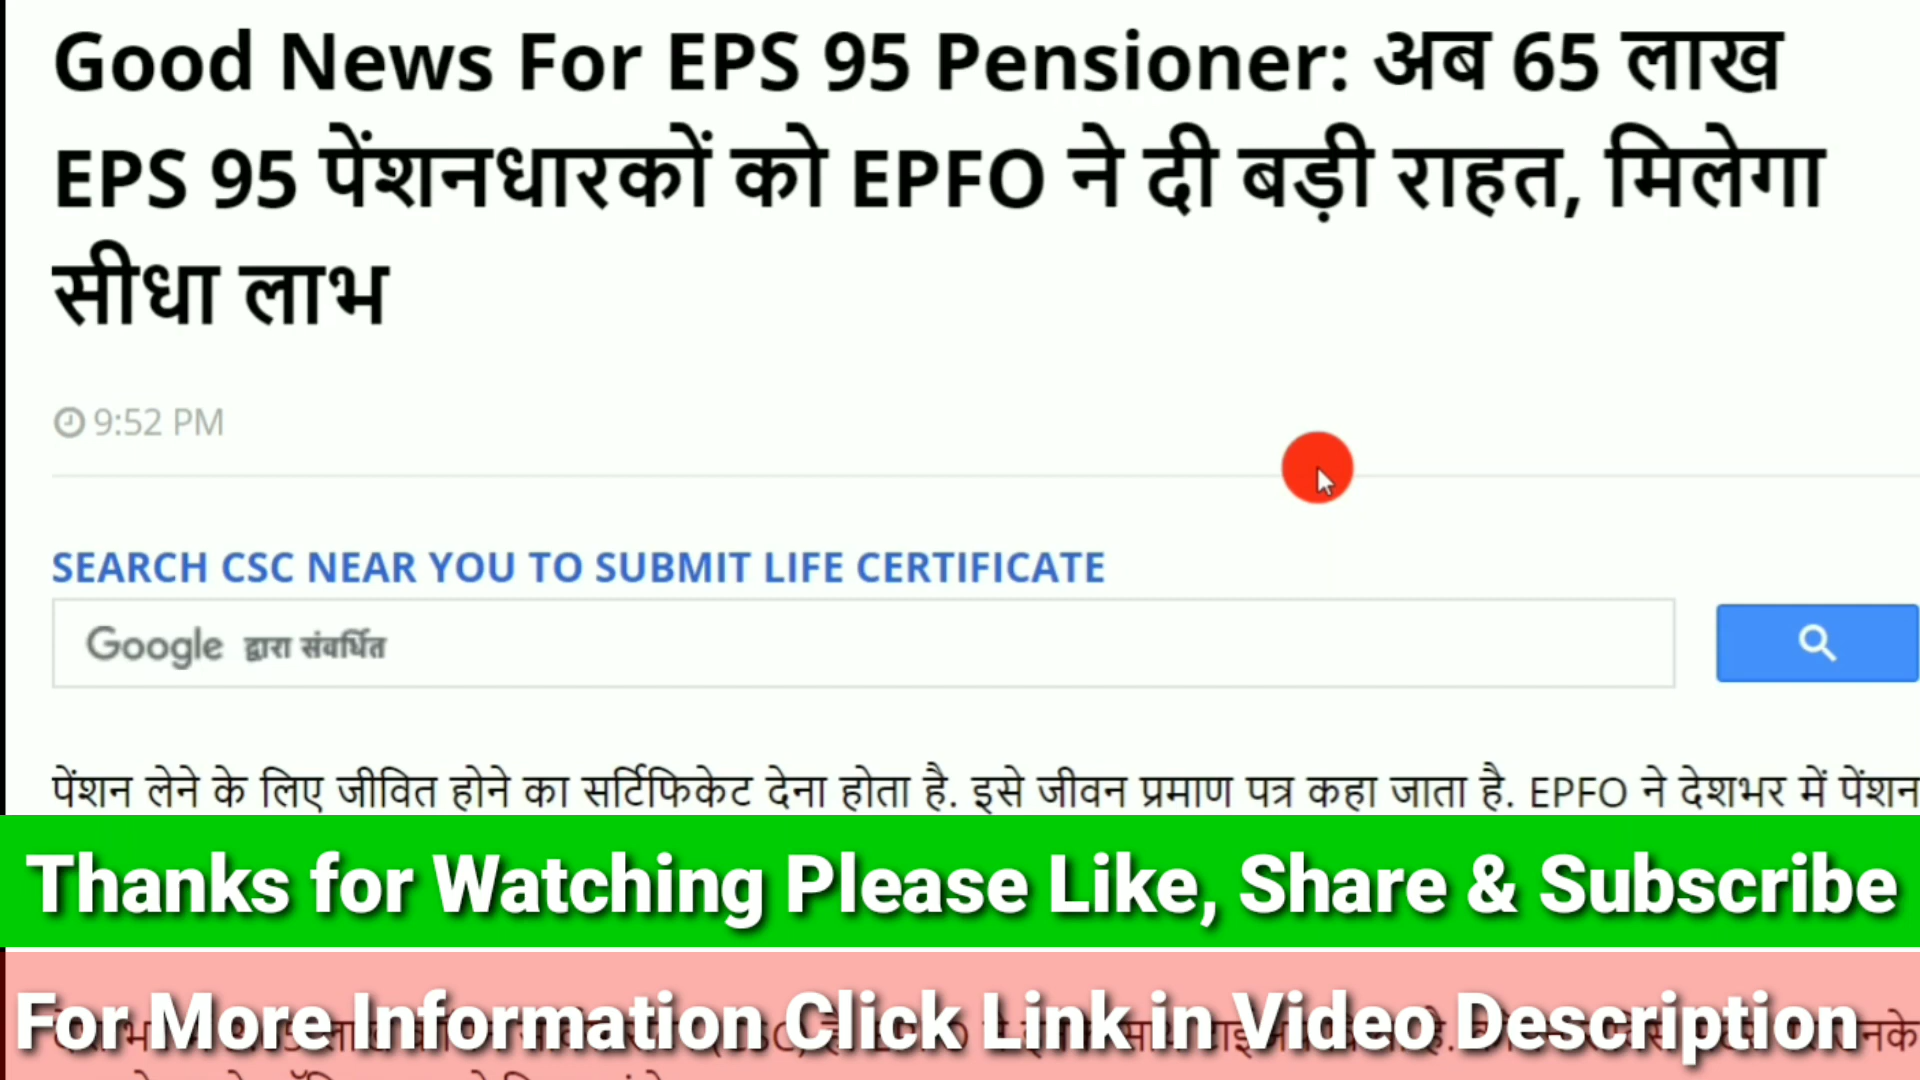 Good News For EPS 95 Pensioner: अब 65 लाख
EPS 95 पेंशनधारकों को EPFO ने दी बड़ी राहत, मिलेगा
सीधा लाभ
9:52 PM
SEARCH CSC NEAR YOU TO SUBMIT LIFE CERTIFICATE
Google द्वारा संवर्धित
पेंशन लेने के लिए जीवित होने का सर्टिफिकेट देना होता है. इसे जीवन प्रमाण पत्र कहा जाता है. EPFO ने देशभर में पेंशन
Thanks for Watching Please Like, Share & Subscribe
For More Information Click Link in Video Description